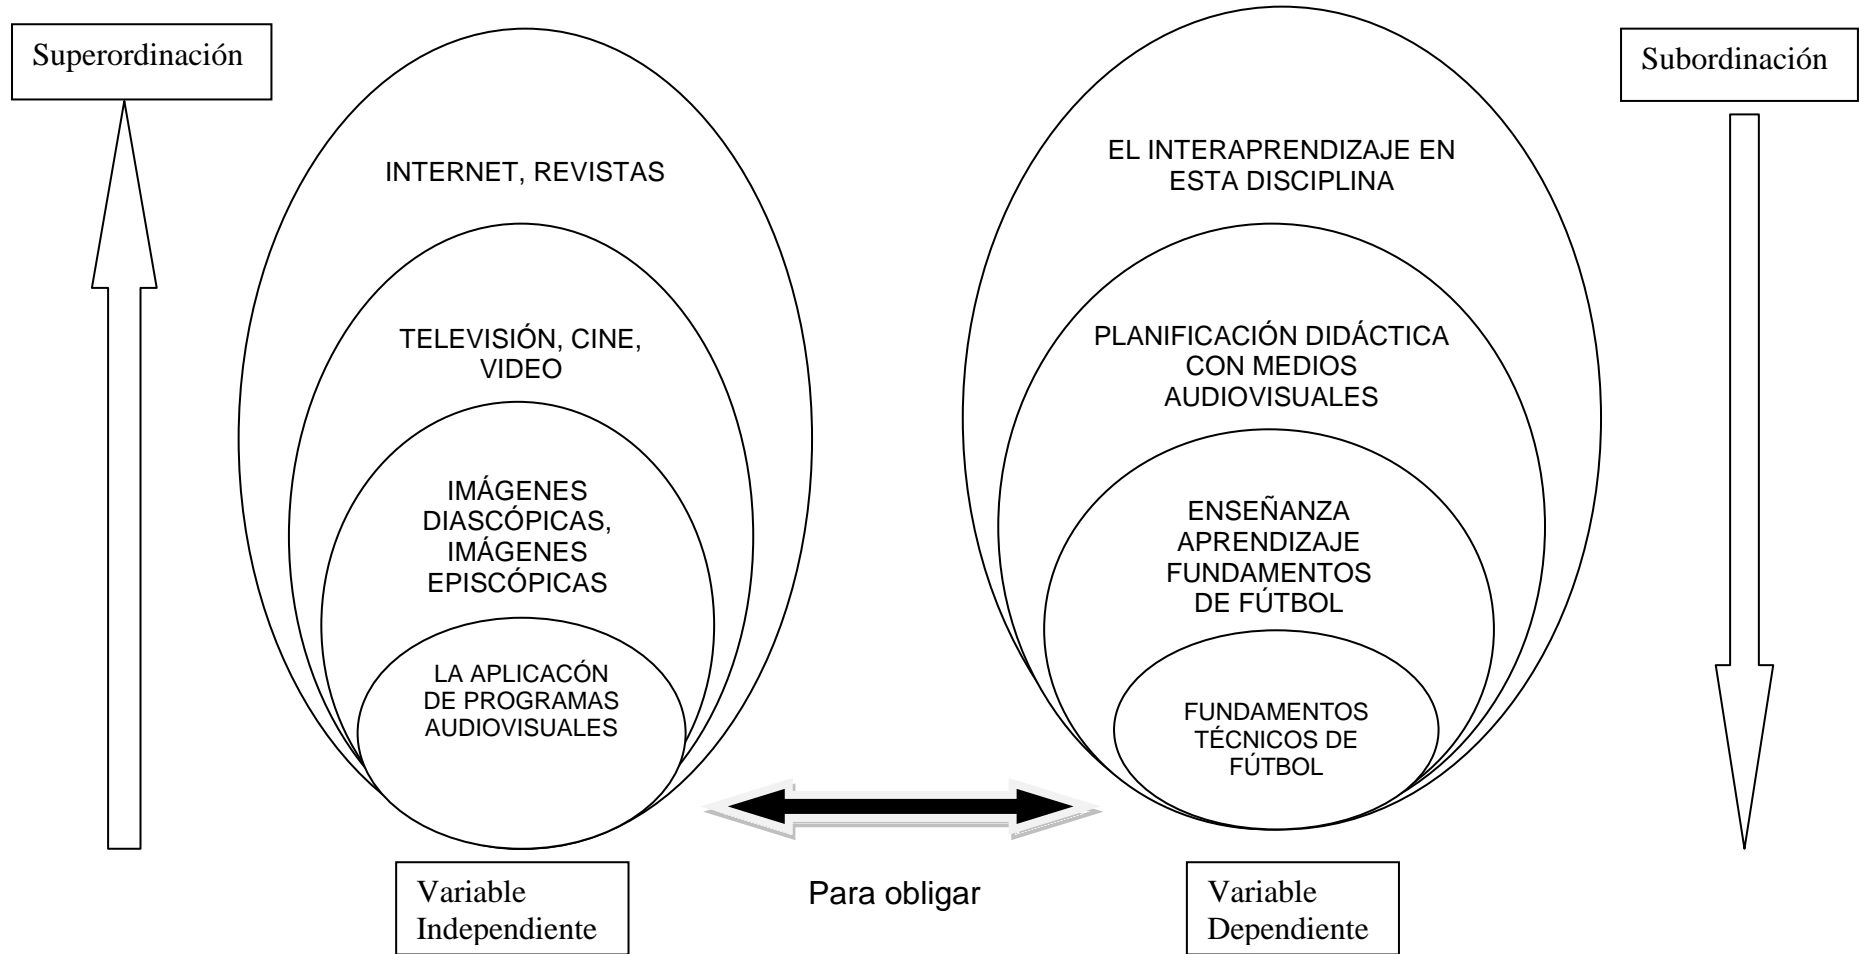 Superordinación
Subordinación
INTERNET, REVISTAS
TELEVISIÓN, CINE,
VIDEO
IMÁGENES
DIASCÓPICAS,
IMÁGENES
EPISCÓPICAS
LA APLICACÓN
DE PROGRAMAS
AUDIOVISUALES
EL INTERAPRENDIZAJE EN
ESTA DISCIPLINA
PLANIFICACIÓN DIDÁCTICA
CON MEDIOS
AUDIOVISUALES
ENSEÑANZA
APRENDIZAJE
FUNDAMENTOS
DE FÚTBOL
FUNDAMENTOS
TÉCNICOS DE
FÚTBOL
Variable
Independiente
Para obligar
Variable
Dependiente